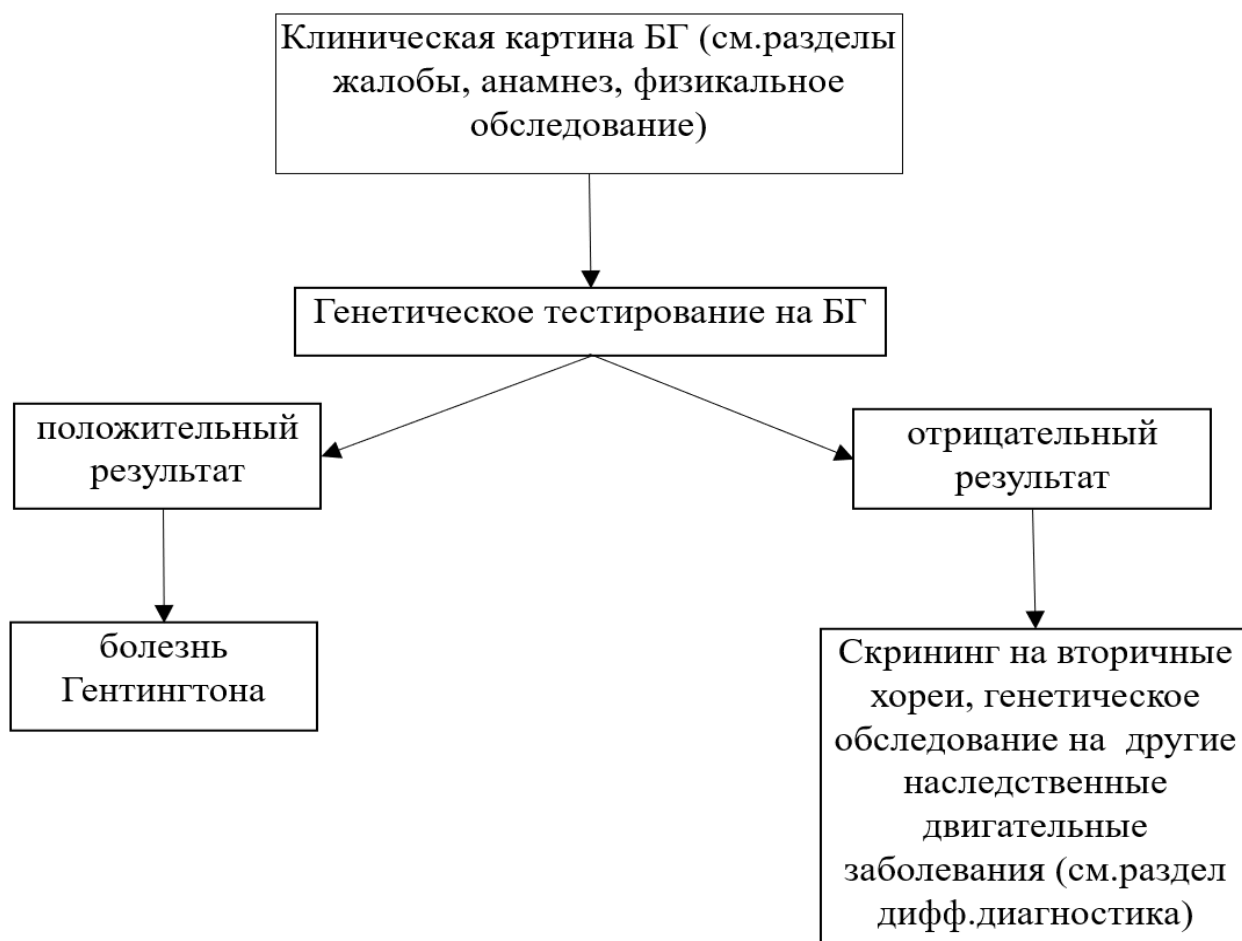 Клиническая картина БГ (см.разделы
жалобы, анамнез, физикальное
обследование)
Генетическое тестирование на БГ
положительный
результат
отрицательный
результат
болезнь
Гентингтона
Скрининг на вторичные
хореи, генетическое
обследование на  другие
наследственные
двигательные
заболевания (см.раздел
дифф.диагностика)